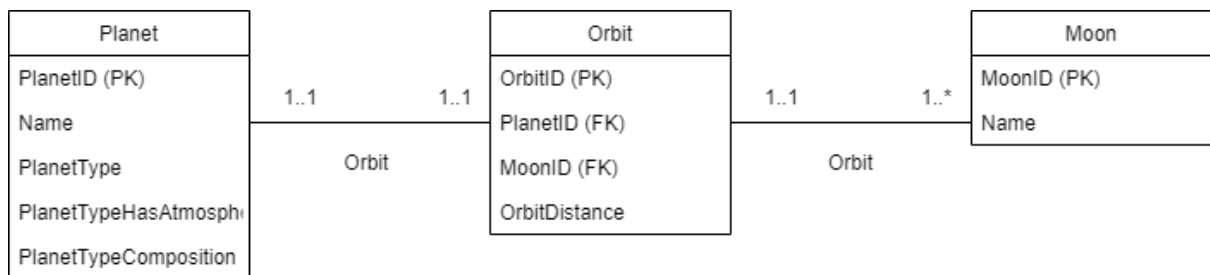 Planet
PlanetID (PK)
Name
PlanetType
PlanetTypeHasAtmosph
PlanetTypeComposition
1..1
1..1
Orbit
Orbit
OrbitID (PK)
PlanetID (FK)
MoonID (FK)
OrbitDistance
1..1
1..*
Orbit
Moon
MoonID (PK)
Name